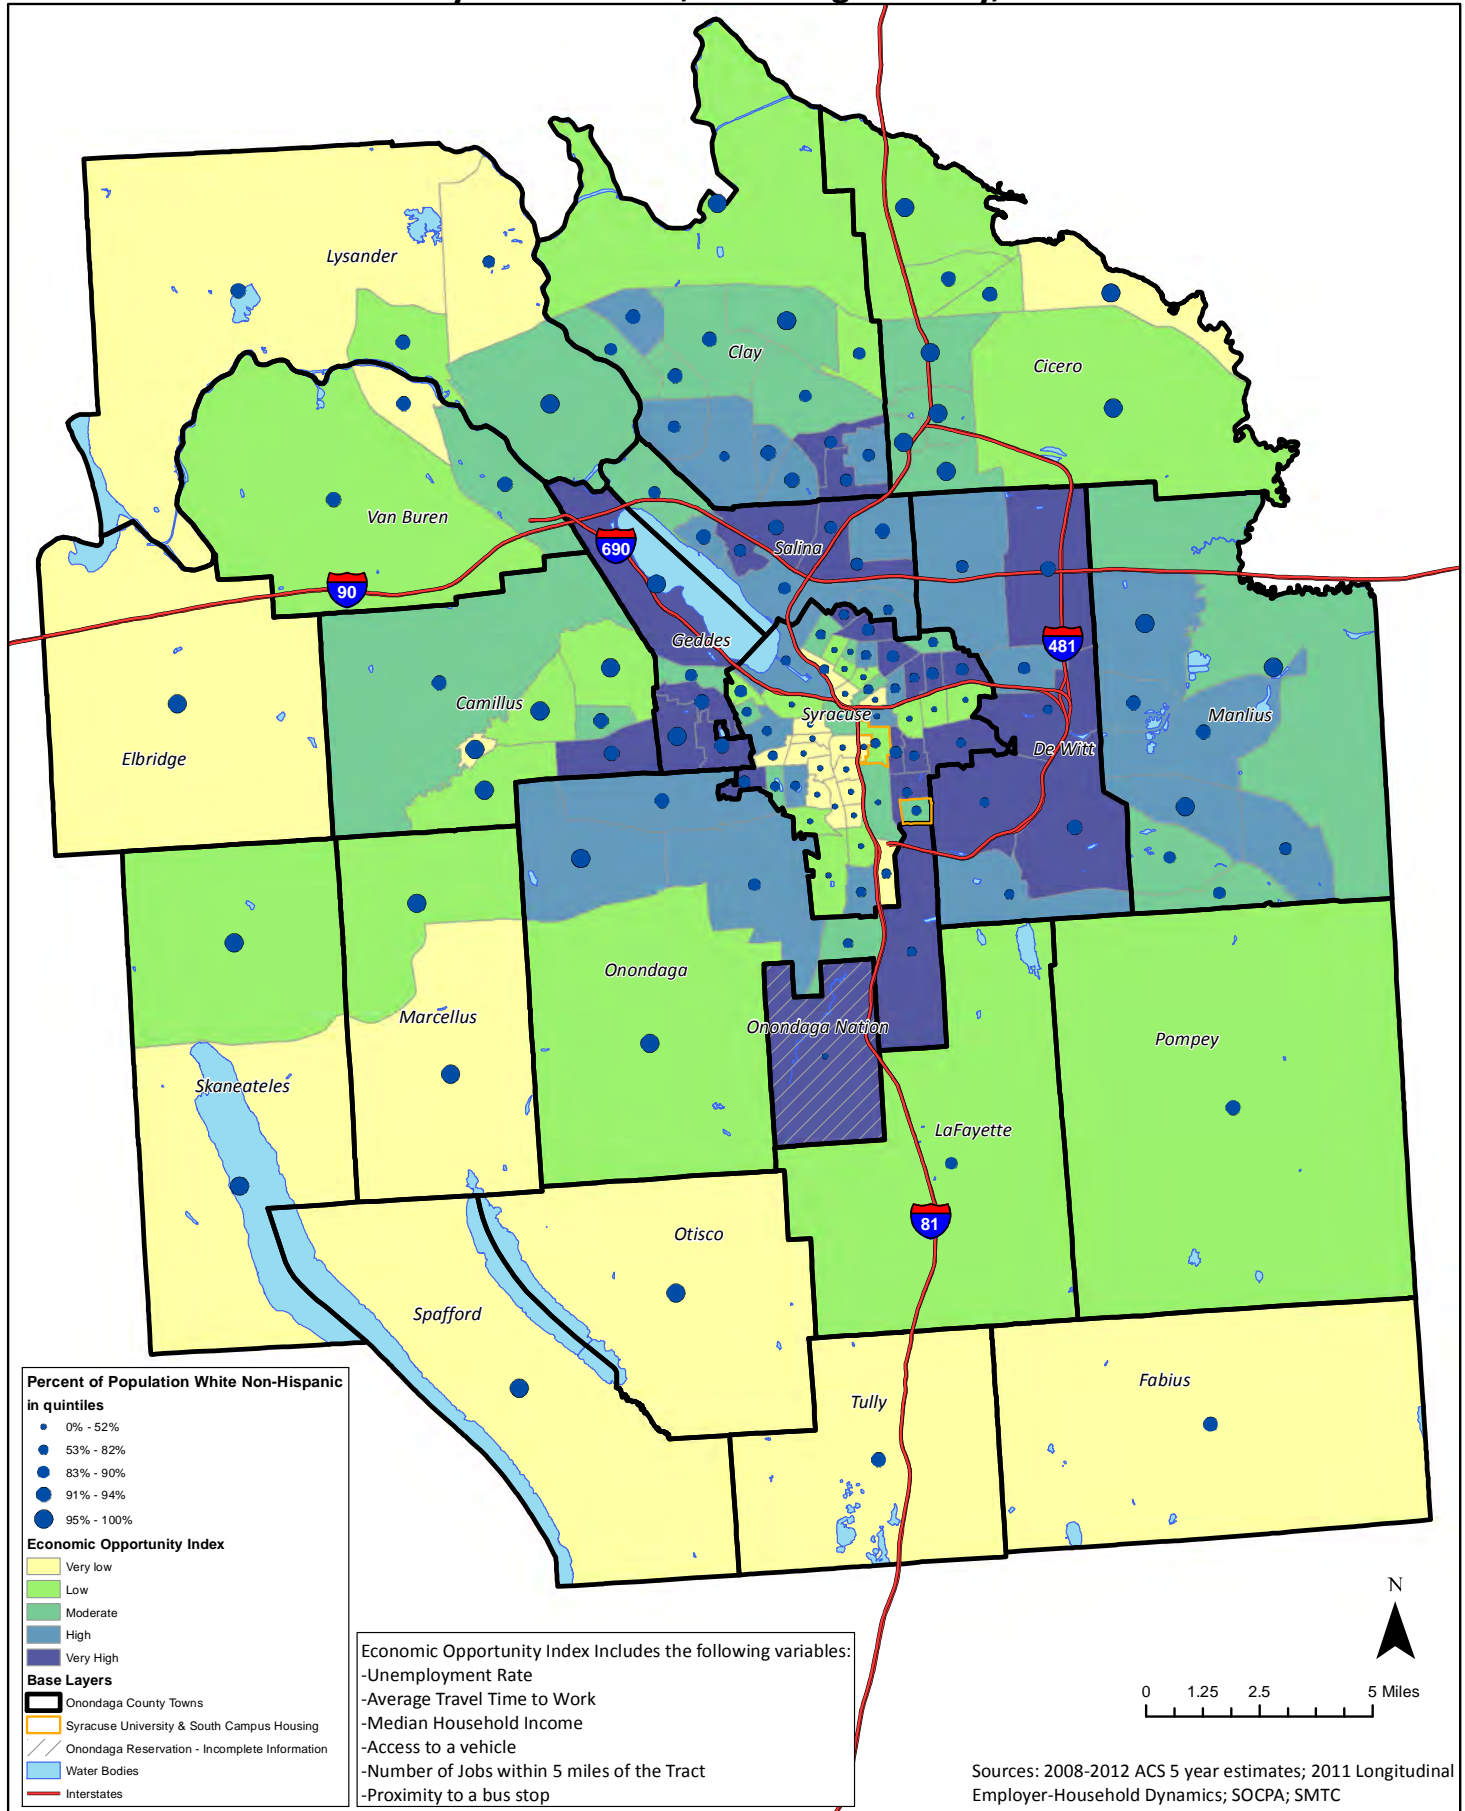 Lysander
Clay
Cicero
Van Buren
690
Salina
90
Geddes
481
Camillus
Syracuse
Manlius
Elbridge
De Witt
Onondaga
Marcellus
Onondaga Nation
Pompey
Skaneateles
LaFayette
81
Otisco
Spafford
Fabius
Tully
Percent of Population White Non-Hispanic
in quintiles
0% - 52%
53% - 82%
83% - 90%
91% - 94%
95% - 100%
Economic Opportunity Index
Very low
Low
Moderate
High
Very High
Base Layers
Onondaga County Towns
Syracuse University & South Campus Housing
Onondaga Reservation - Incomplete Information
Water Bodies
Interstates
Economic Opportunity Index Includes the following variables:
-Unemployment Rate
-Average Travel Time to Work
-Median Household Income
-Access to a vehicle
-Number of Jobs within 5 miles of the Tract
-Proximity to a bus stop
N
0 1.25 2.5 5 Miles
Sources: 2008-2012 ACS 5 year estimates; 2011 Longitudinal
Employer-Household Dynamics; SOCPA; SMTC